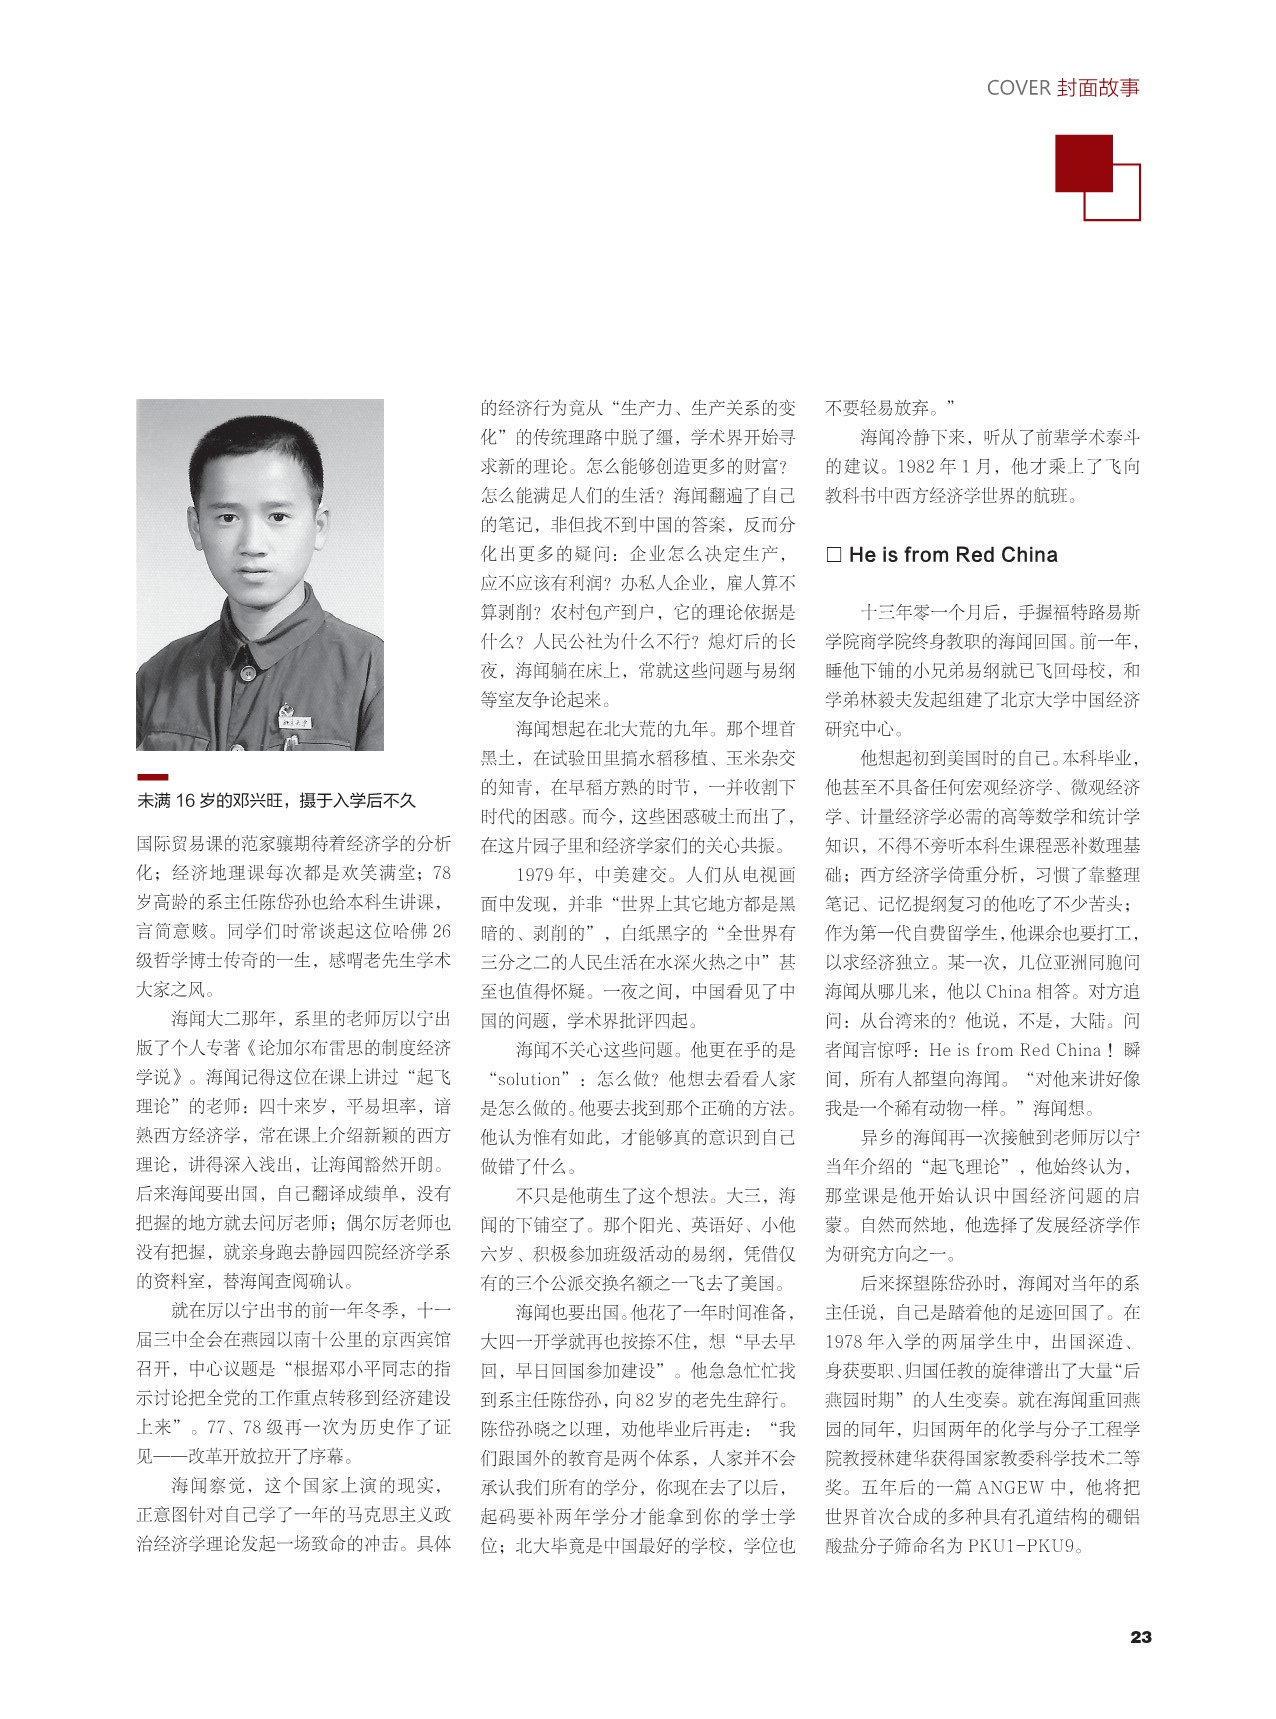 COVER 封面故事
未满 16 岁的邓兴旺，摄于入学后不久
国际贸易课的范家骧期待着经济学的分析
化；经济地理课每次都是欢笑满堂；78
岁高龄的系主任陈岱孙也给本科生讲课，
言简意赅。同学们时常谈起这位哈佛 26
级哲学博士传奇的一生，感喟老先生学术
大家之风。
海闻大二那年，系里的老师厉以宁出
版了个人专著《论加尔布雷思的制度经济
学说》。海闻记得这位在课上讲过“起飞
理论”的老师：四十来岁，平易坦率，谙
熟西方经济学，常在课上介绍新颖的西方
理论，讲得深入浅出，让海闻豁然开朗。
后来海闻要出国，自己翻译成绩单，没有
把握的地方就去问厉老师；偶尔厉老师也
没有把握，就亲身跑去静园四院经济学系
的资料室，替海闻查阅确认。
就在厉以宁出书的前一年冬季，十一
届三中全会在燕园以南十公里的京西宾馆
召开，中心议题是“根据邓小平同志的指
示讨论把全党的工作重点转移到经济建设
上来”。77、78 级再一次为历史作了证
见——改革开放拉开了序幕。
海闻察觉，这个国家上演的现实，
正意图针对自己学了一年的马克思主义政
治经济学理论发起一场致命的冲击。具体
的经济行为竟从“生产力、生产关系的变
化”的传统理路中脱了缰，学术界开始寻
求新的理论。怎么能够创造更多的财富？
怎么能满足人们的生活？海闻翻遍了自己
的笔记，非但找不到中国的答案，反而分
化出更多的疑问：企业怎么决定生产，
应不应该有利润？办私人企业，雇人算不
算剥削？农村包产到户，它的理论依据是
什么？人民公社为什么不行？熄灯后的长
夜，海闻躺在床上，常就这些问题与易纲
等室友争论起来。
海闻想起在北大荒的九年。那个埋首
黑土，在试验田里搞水稻移植、玉米杂交
的知青，在早稻方熟的时节，一并收割下
时代的困惑。而今，这些困惑破土而出了，
在这片园子里和经济学家们的关心共振。
1979 年，中美建交。人们从电视画
面中发现，并非“世界上其它地方都是黑
暗的、剥削的”，白纸黑字的“全世界有
三分之二的人民生活在水深火热之中”甚
至也值得怀疑。一夜之间，中国看见了中
国的问题，学术界批评四起。
海闻不关心这些问题。他更在乎的是
“solution”：怎么做？他想去看看人家
是怎么做的。他要去找到那个正确的方法。
他认为惟有如此，才能够真的意识到自己
做错了什么。
不只是他萌生了这个想法。大三，海
闻的下铺空了。那个阳光、英语好、小他
六岁、积极参加班级活动的易纲，凭借仅
有的三个公派交换名额之一飞去了美国。
海闻也要出国。他花了一年时间准备，
大四一开学就再也按捺不住，想“早去早
回，早日回国参加建设”。他急急忙忙找
到系主任陈岱孙，向 82 岁的老先生辞行。
陈岱孙晓之以理，劝他毕业后再走：“我
们跟国外的教育是两个体系，人家并不会
承认我们所有的学分，你现在去了以后，
起码要补两年学分才能拿到你的学士学
位；北大毕竟是中国最好的学校，学位也
不要轻易放弃。”
海闻冷静下来，听从了前辈学术泰斗
的建议。1982 年 1 月，他才乘上了飞向
教科书中西方经济学世界的航班。
□ He is from Red China
十三年零一个月后，手握福特路易斯
学院商学院终身教职的海闻回国。前一年，
睡他下铺的小兄弟易纲就已飞回母校，和
学弟林毅夫发起组建了北京大学中国经济
研究中心。
他想起初到美国时的自己。本科毕业，
他甚至不具备任何宏观经济学、微观经济
学、计量经济学必需的高等数学和统计学
知识，不得不旁听本科生课程恶补数理基
础；西方经济学倚重分析，习惯了靠整理
笔记、记忆提纲复习的他吃了不少苦头；
作为第一代自费留学生，他课余也要打工，
以求经济独立。某一次，几位亚洲同胞问
海闻从哪儿来，他以 China 相答。对方追
问：从台湾来的？他说，不是，大陆。问
者闻言惊呼：He is from Red China！瞬
间，所有人都望向海闻。“对他来讲好像
我是一个稀有动物一样。”海闻想。
异乡的海闻再一次接触到老师厉以宁
当年介绍的“起飞理论”，他始终认为，
那堂课是他开始认识中国经济问题的启
蒙。自然而然地，他选择了发展经济学作
为研究方向之一。
后来探望陈岱孙时，海闻对当年的系
主任说，自己是踏着他的足迹回国了。在
1978 年入学的两届学生中，出国深造、
身获要职、归国任教的旋律谱出了大量“后
燕园时期”的人生变奏。就在海闻重回燕
园的同年，归国两年的化学与分子工程学
院教授林建华获得国家教委科学技术二等
奖。五年后的一篇 ANGEW 中，他将把
世界首次合成的多种具有孔道结构的硼铝
酸盐分子筛命名为 PKU1-PKU9。
23